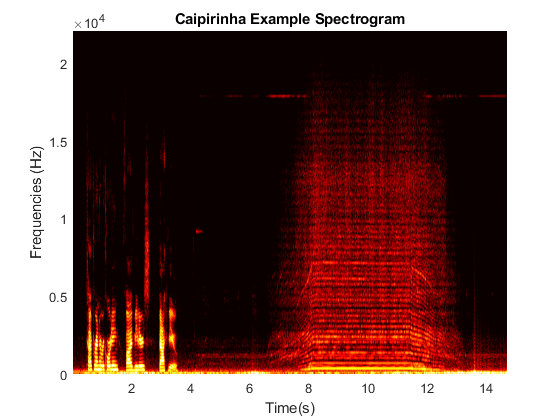 Caipirinha Example Spectrogram
×10⁴
2
1.5
1
0.5
0
Frequencies (Hz)
2 4 6 8 10 12 14
Time(s)